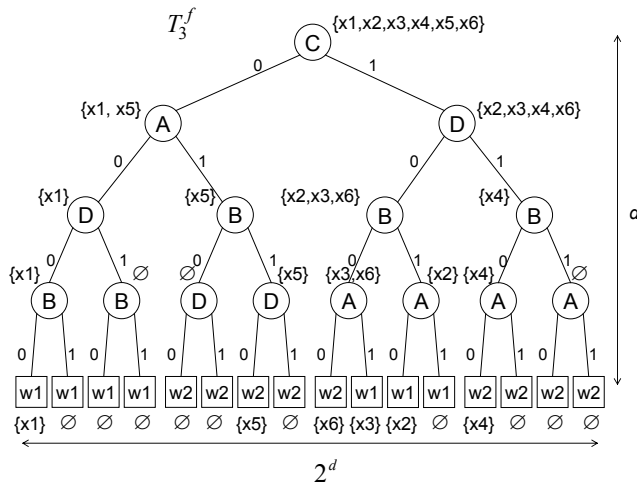 T_3^f
{x1,x2,x3,x4,x5,x6}
C
0 1
{x1, x5} A D {x2,x3,x4,x6}
0 1 0 1
{x1} D {x5} B {x2,x3,x6} B {x4} B
0 1 ∅ ∅ 0 1 0 1 0 1 ∅
{x1} B B D D {x5} {x3,x6} A A {x2} {x4} A A
0 1 0 1 0 1 0 1 0 1 0 1 0 1 0 1
w1 w1 w1 w1 w2 w2 w2 w2 w2 w1 w1 w1 w2 w2 w2 w2
{x1} ∅ ∅ ∅ ∅ ∅ {x5} ∅ {x6} {x3} {x2} ∅ {x4} ∅ ∅ ∅
2^d